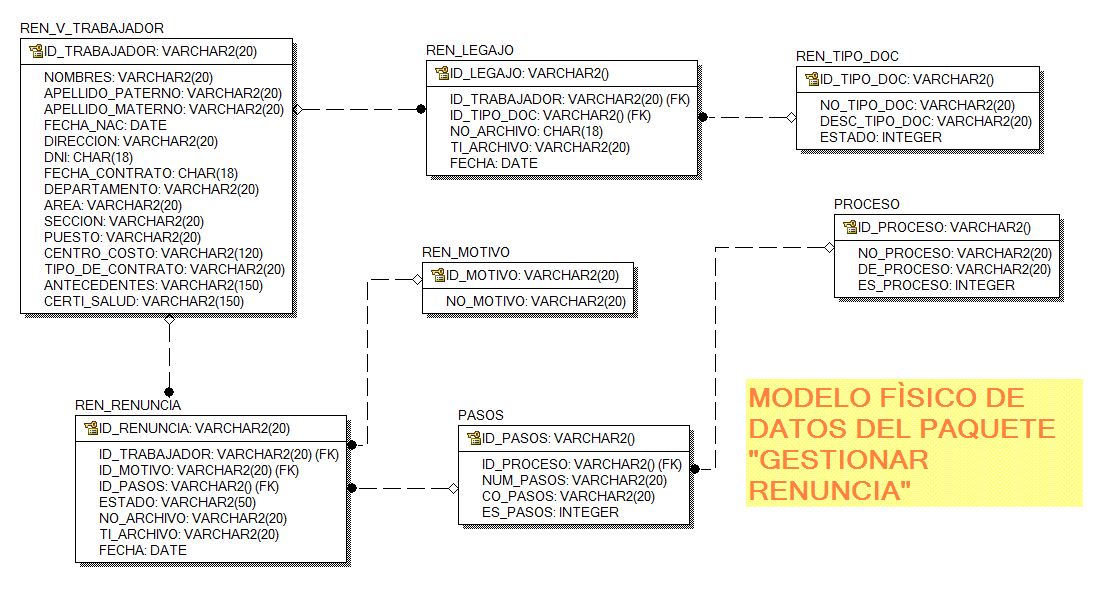 REN_V_TRABAJADOR
ID_TRABAJADOR: VARCHAR2(20)
NOMBRES: VARCHAR2(20)
APELLIDO_PATERNO: VARCHAR2(20)
APELLIDO_MATERNO: VARCHAR2(20)
FECHA_NAC: DATE
DIRECCION: VARCHAR2(20)
DNI: CHAR(18)
FECHA_CONTRATO: CHAR(18)
DEPARTAMENTO: VARCHAR2(20)
AREA: VARCHAR2(20)
SECCION: VARCHAR2(20)
PUESTO: VARCHAR2(20)
CENTRO_COSTO: VARCHAR2(120)
TIPO_DE_CONTRATO: VARCHAR2(20)
ANTECEDENTES: VARCHAR2(150)
CERTI_SALUD: VARCHAR2(150)
REN_LEGAJO
ID_LEGAJO: VARCHAR2()
ID_TRABAJADOR: VARCHAR2(20) (FK)
ID_TIPO_DOC: VARCHAR2() (FK)
NO_ARCHIVO: CHAR(18)
TI_ARCHIVO: VARCHAR2(20)
FECHA: DATE
REN_TIPO_DOC
ID_TIPO_DOC: VARCHAR2()
NO_TIPO_DOC: VARCHAR2(20)
DESC_TIPO_DOC: VARCHAR2(20)
ESTADO: INTEGER
PROCESO
ID_PROCESO: VARCHAR2()
NO_PROCESO: VARCHAR2(20)
DE_PROCESO: VARCHAR2(20)
ES_PROCESO: INTEGER
REN_MOTIVO
ID_MOTIVO: VARCHAR2(20)
NO_MOTIVO: VARCHAR2(20)
REN_RENUNCIA
ID_RENUNCIA: VARCHAR2(20)
ID_TRABAJADOR: VARCHAR2(20) (FK)
ID_MOTIVO: VARCHAR2(20) (FK)
ID_PASOS: VARCHAR2() (FK)
ESTADO: VARCHAR2(50)
NO_ARCHIVO: VARCHAR2(20)
TI_ARCHIVO: VARCHAR2(20)
FECHA: DATE
PASOS
ID_PASOS: VARCHAR2()
ID_PROCESO: VARCHAR2() (FK)
NUM_PASOS: VARCHAR2(20)
CO_PASOS: VARCHAR2(20)
ES_PASOS: INTEGER
MODELO FÌSICO DE
DATOS DEL PAQUETE
"GESTIONAR
RENUNCIA"